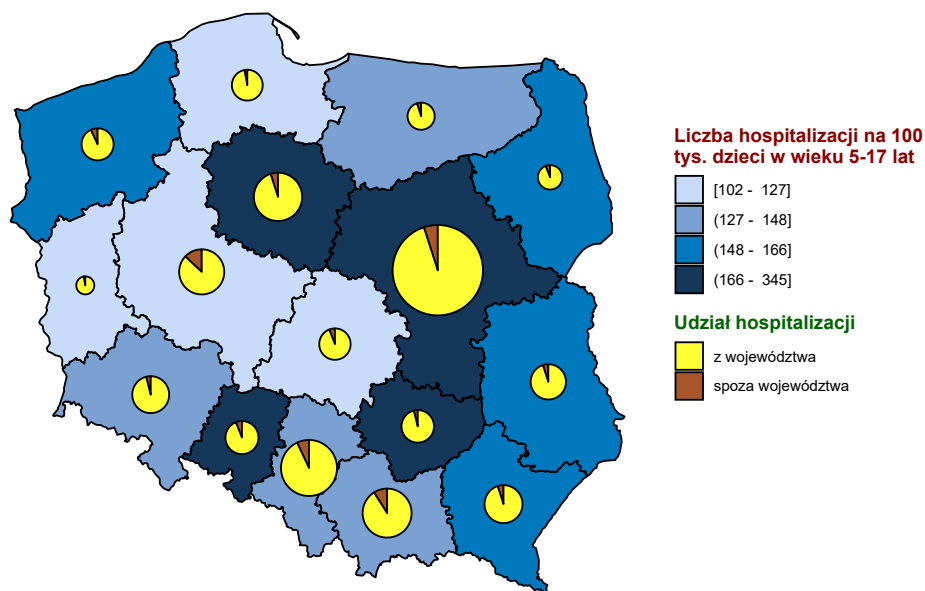 Liczba hospitalizacji na 100
tys. dzieci w wieku 5-17 lat
[102 - 127]
(127 - 148]
(148 - 166]
(166 - 345]
Udział hospitalizacji
z województwa
spoza województwa